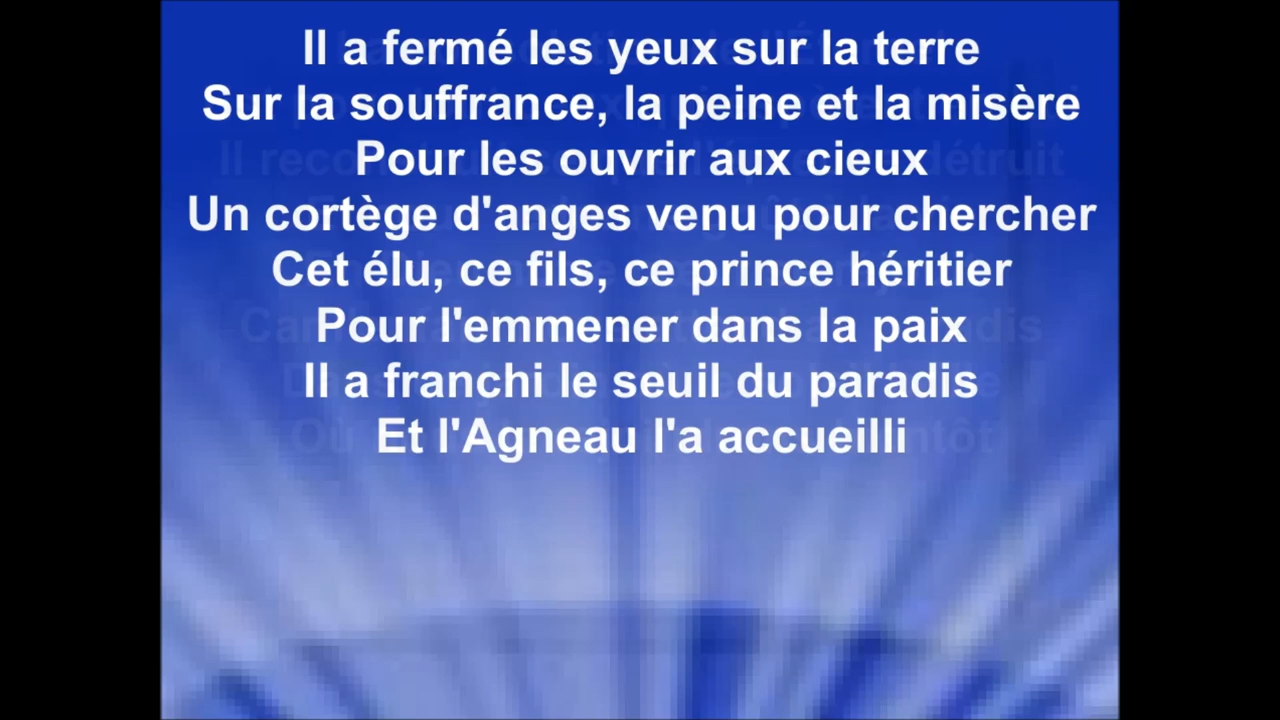 Il a fermé les yeux sur la terre
Sur la souffrance, la peine et la misère
Pour les ouvrir aux cieux
Un cortège d'anges venu pour chercher
Cet élu, ce fils, ce prince héritier
Pour l'emmener dans la paix
Il a franchi le seuil du paradis
Et l'Agneau l'a accueilli